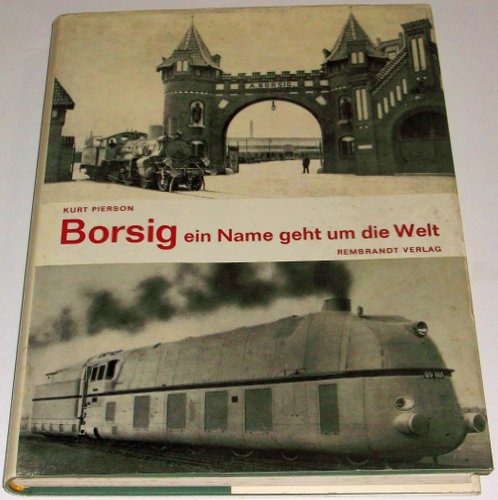 A. BORSIG.
KURT PIERSON
Borsig ein Name geht um die Welt
REMBRANDT VERLAG